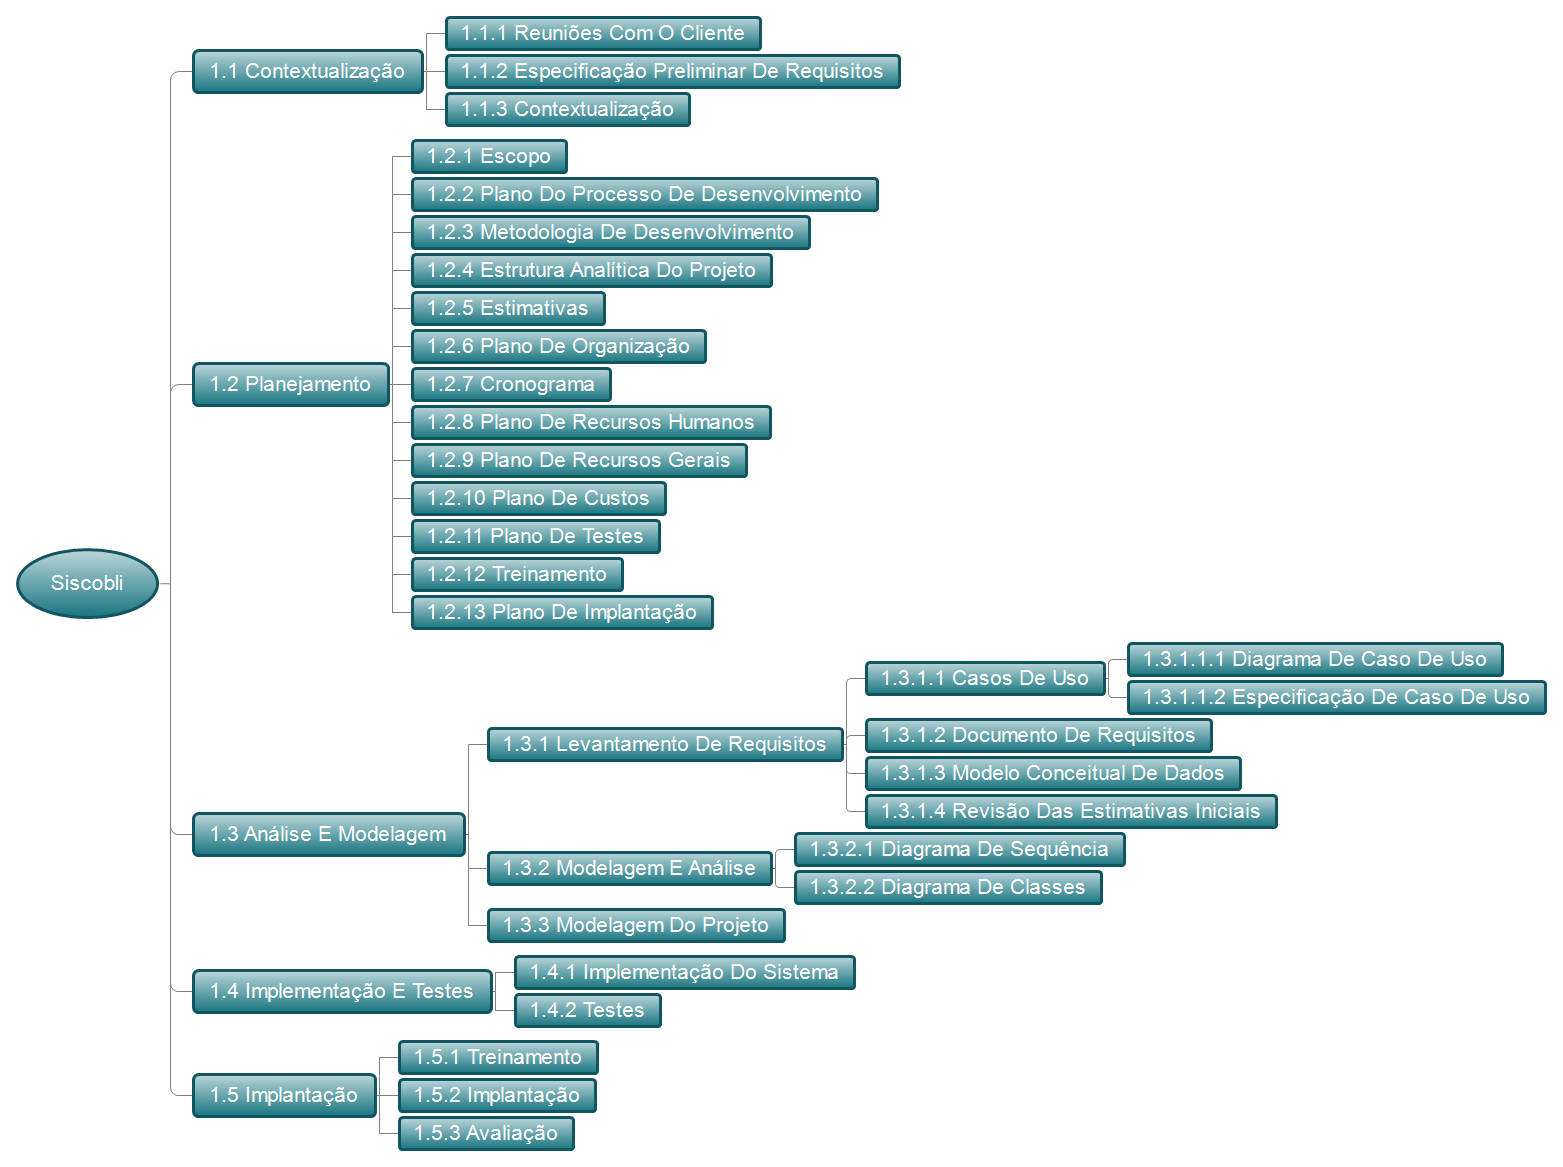 Siscobli
1.1 Contextualização
1.1.1 Reuniões Com O Cliente
1.1.2 Especificação Preliminar De Requisitos
1.1.3 Contextualização
1.2 Planejamento
1.2.1 Escopo
1.2.2 Plano Do Processo De Desenvolvimento
1.2.3 Metodologia De Desenvolvimento
1.2.4 Estrutura Analítica Do Projeto
1.2.5 Estimativas
1.2.6 Plano De Organização
1.2.7 Cronograma
1.2.8 Plano De Recursos Humanos
1.2.9 Plano De Recursos Gerais
1.2.10 Plano De Custos
1.2.11 Plano De Testes
1.2.12 Treinamento
1.2.13 Plano De Implantação
1.3 Análise E Modelagem
1.3.1 Levantamento De Requisitos
1.3.1.1 Casos De Uso
1.3.1.1.1 Diagrama De Caso De Uso
1.3.1.1.2 Especificação De Caso De Uso
1.3.1.2 Documento De Requisitos
1.3.1.3 Modelo Conceitual De Dados
1.3.1.4 Revisão Das Estimativas Iniciais
1.3.2 Modelagem E Análise
1.3.2.1 Diagrama De Sequência
1.3.2.2 Diagrama De Classes
1.3.3 Modelagem Do Projeto
1.4 Implementação E Testes
1.4.1 Implementação Do Sistema
1.4.2 Testes
1.5 Implantação
1.5.1 Treinamento
1.5.2 Implantação
1.5.3 Avaliação